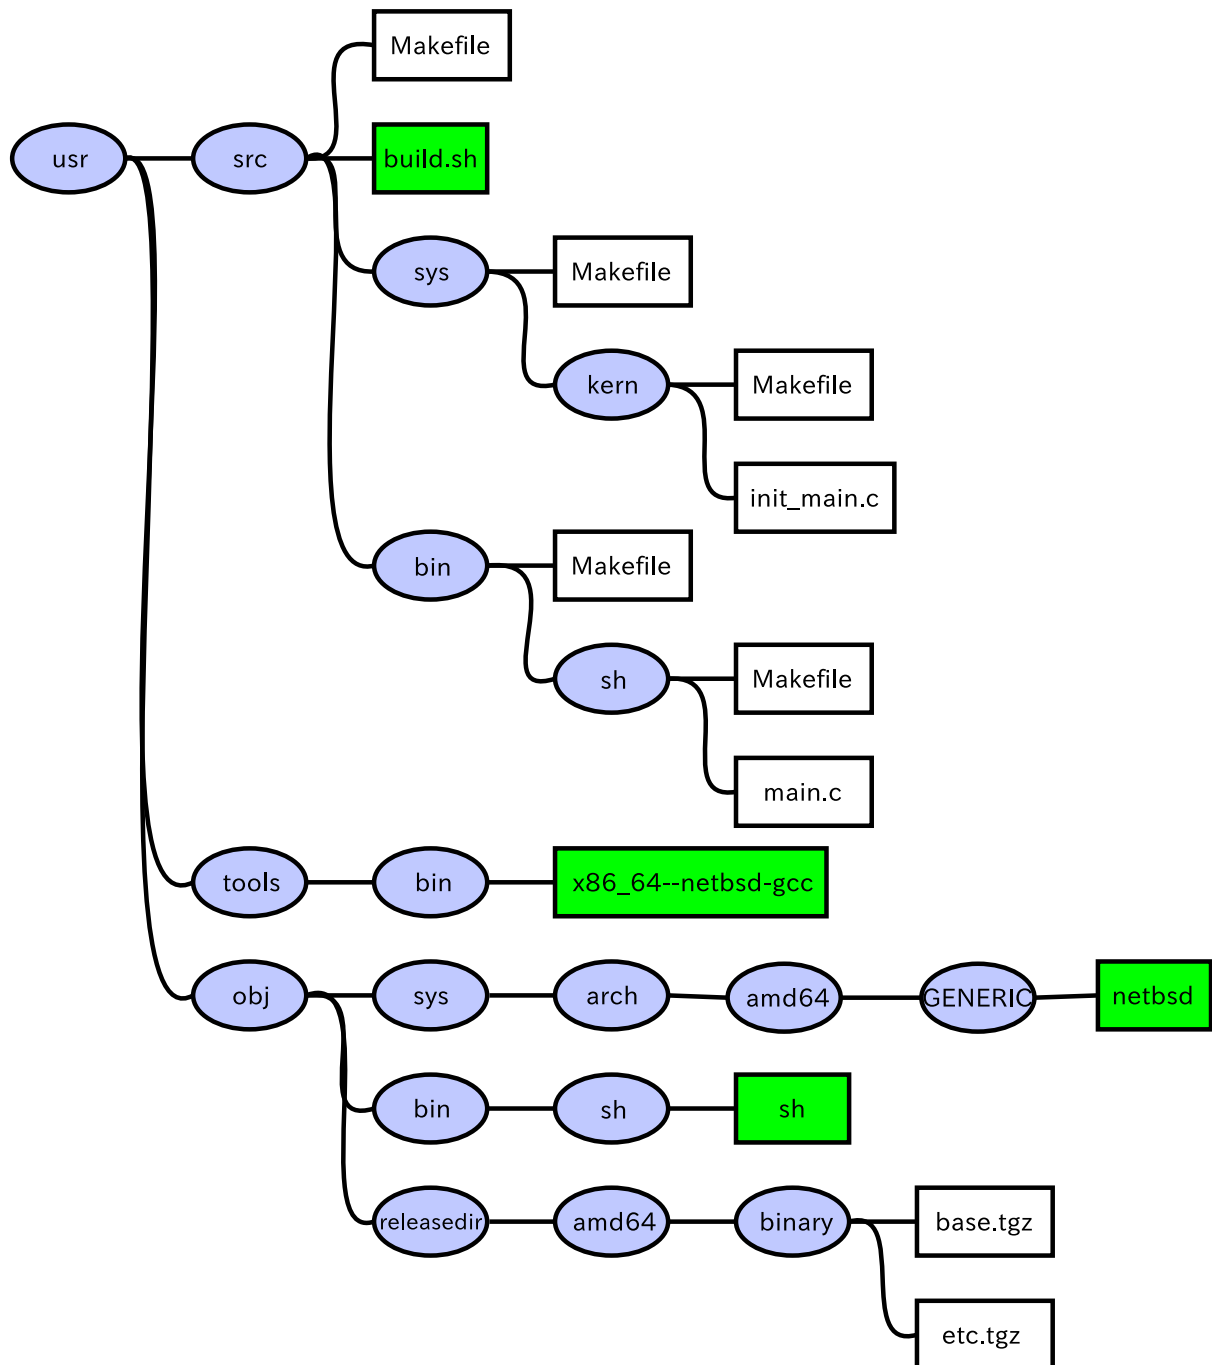 Makefile
usr
src
build.sh
sys
Makefile
kern
Makefile
init_main.c
bin
Makefile
sh
Makefile
main.c
tools
bin
x86_64--netbsd-gcc
obj
sys
arch
amd64
GENERIC
netbsd
bin
sh
sh
releasedir
amd64
binary
base.tgz
etc.tgz